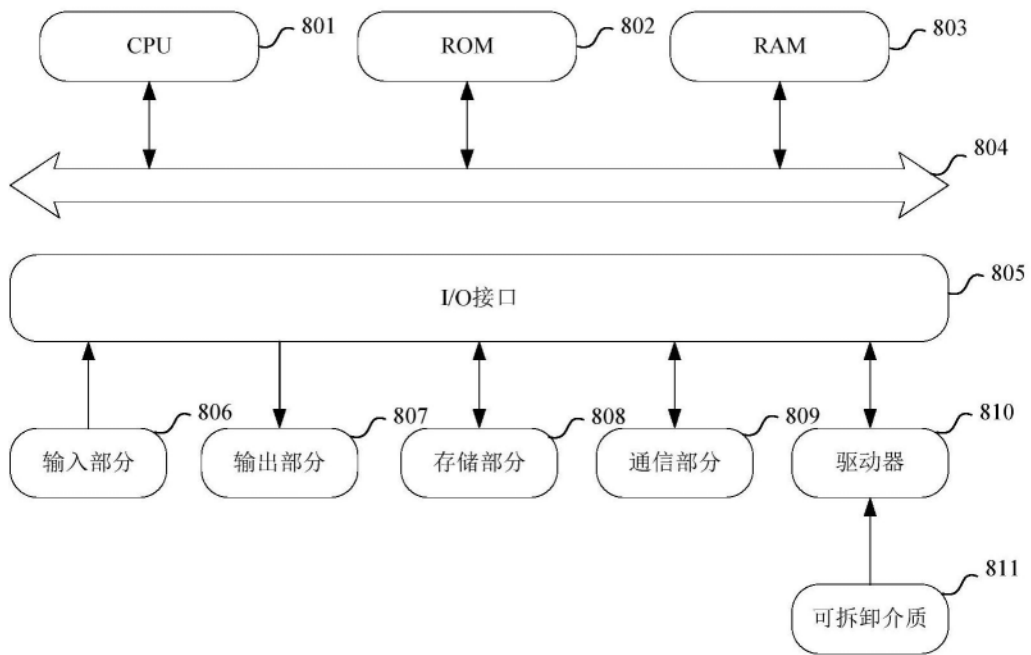 CPU
801
ROM
802
RAM
803
804
I/O接口
805
输入部分
806
输出部分
807
存储部分
808
通信部分
809
驱动器
810
可拆卸介质
811